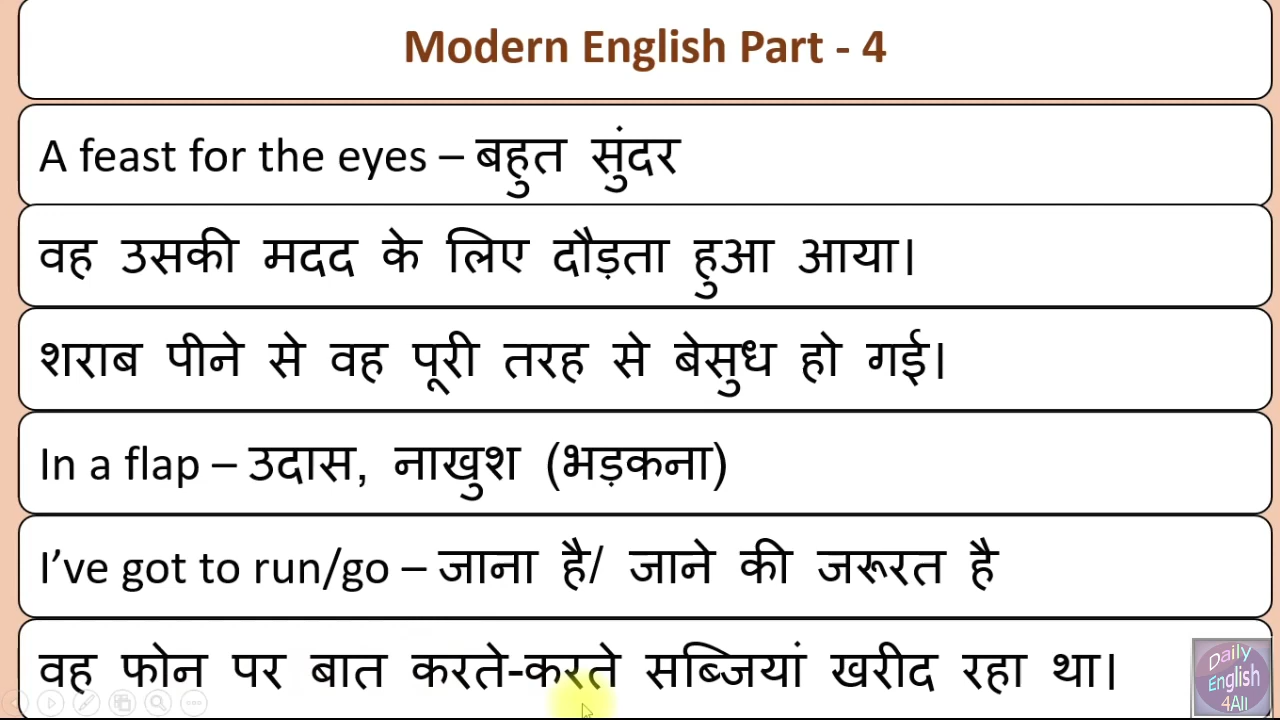 Modern English Part - 4
A feast for the eyes – बहुत सुंदर
वह उसकी मदद के लिए दौड़ता हुआ आया।
शराब पीने से वह पूरी तरह से बेसुध हो गई।
In a flap – उदास, नाखुश (भड़कना)
I’ve got to run/go – जाना है/ जाने की जरूरत है
वह फोन पर बात करते-करते सब्जियां खरीद रहा था।
Daily
English
4All